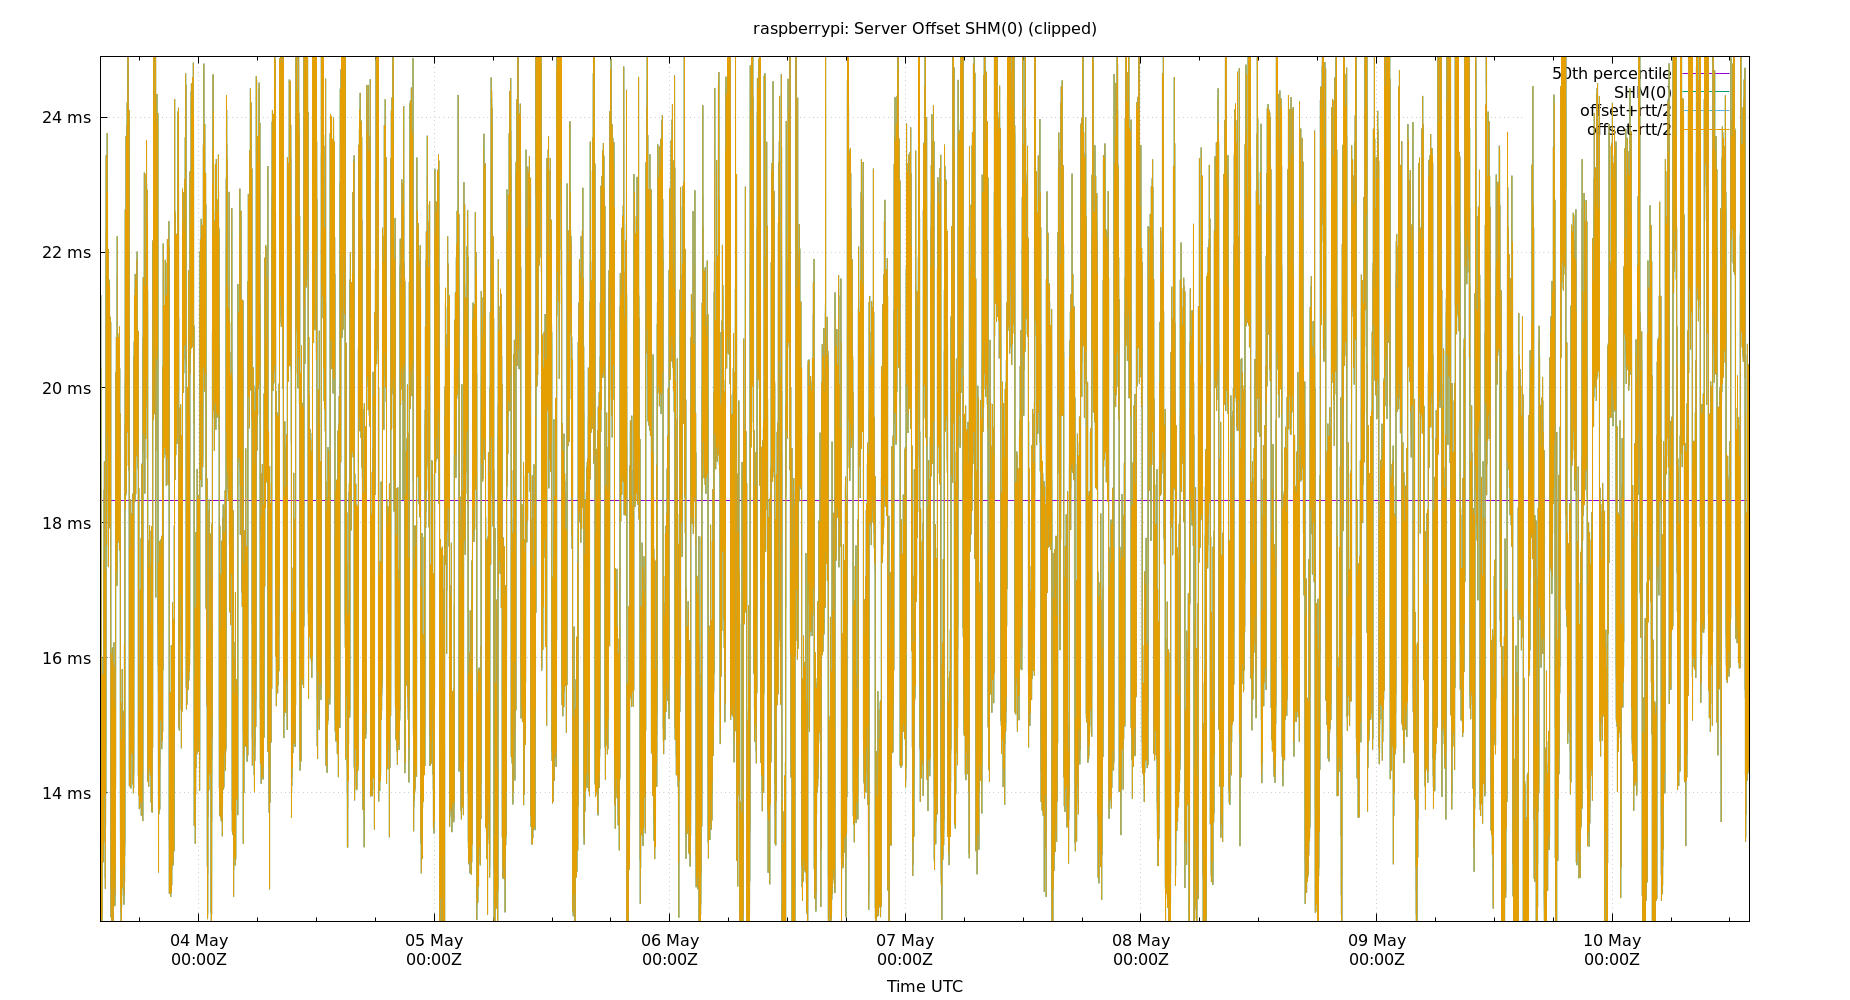 raspberrypi: Server Offset SHM(0) (clipped)
50th percentile
SHM(0)
offset+rtt/2
offset-rtt/2
24 ms
22 ms
20 ms
18 ms
16 ms
14 ms
04 May 05 May 06 May 07 May 08 May 09 May 10 May
00:00Z 00:00Z 00:00Z 00:00Z 00:00Z 00:00Z 00:00Z
Time UTC